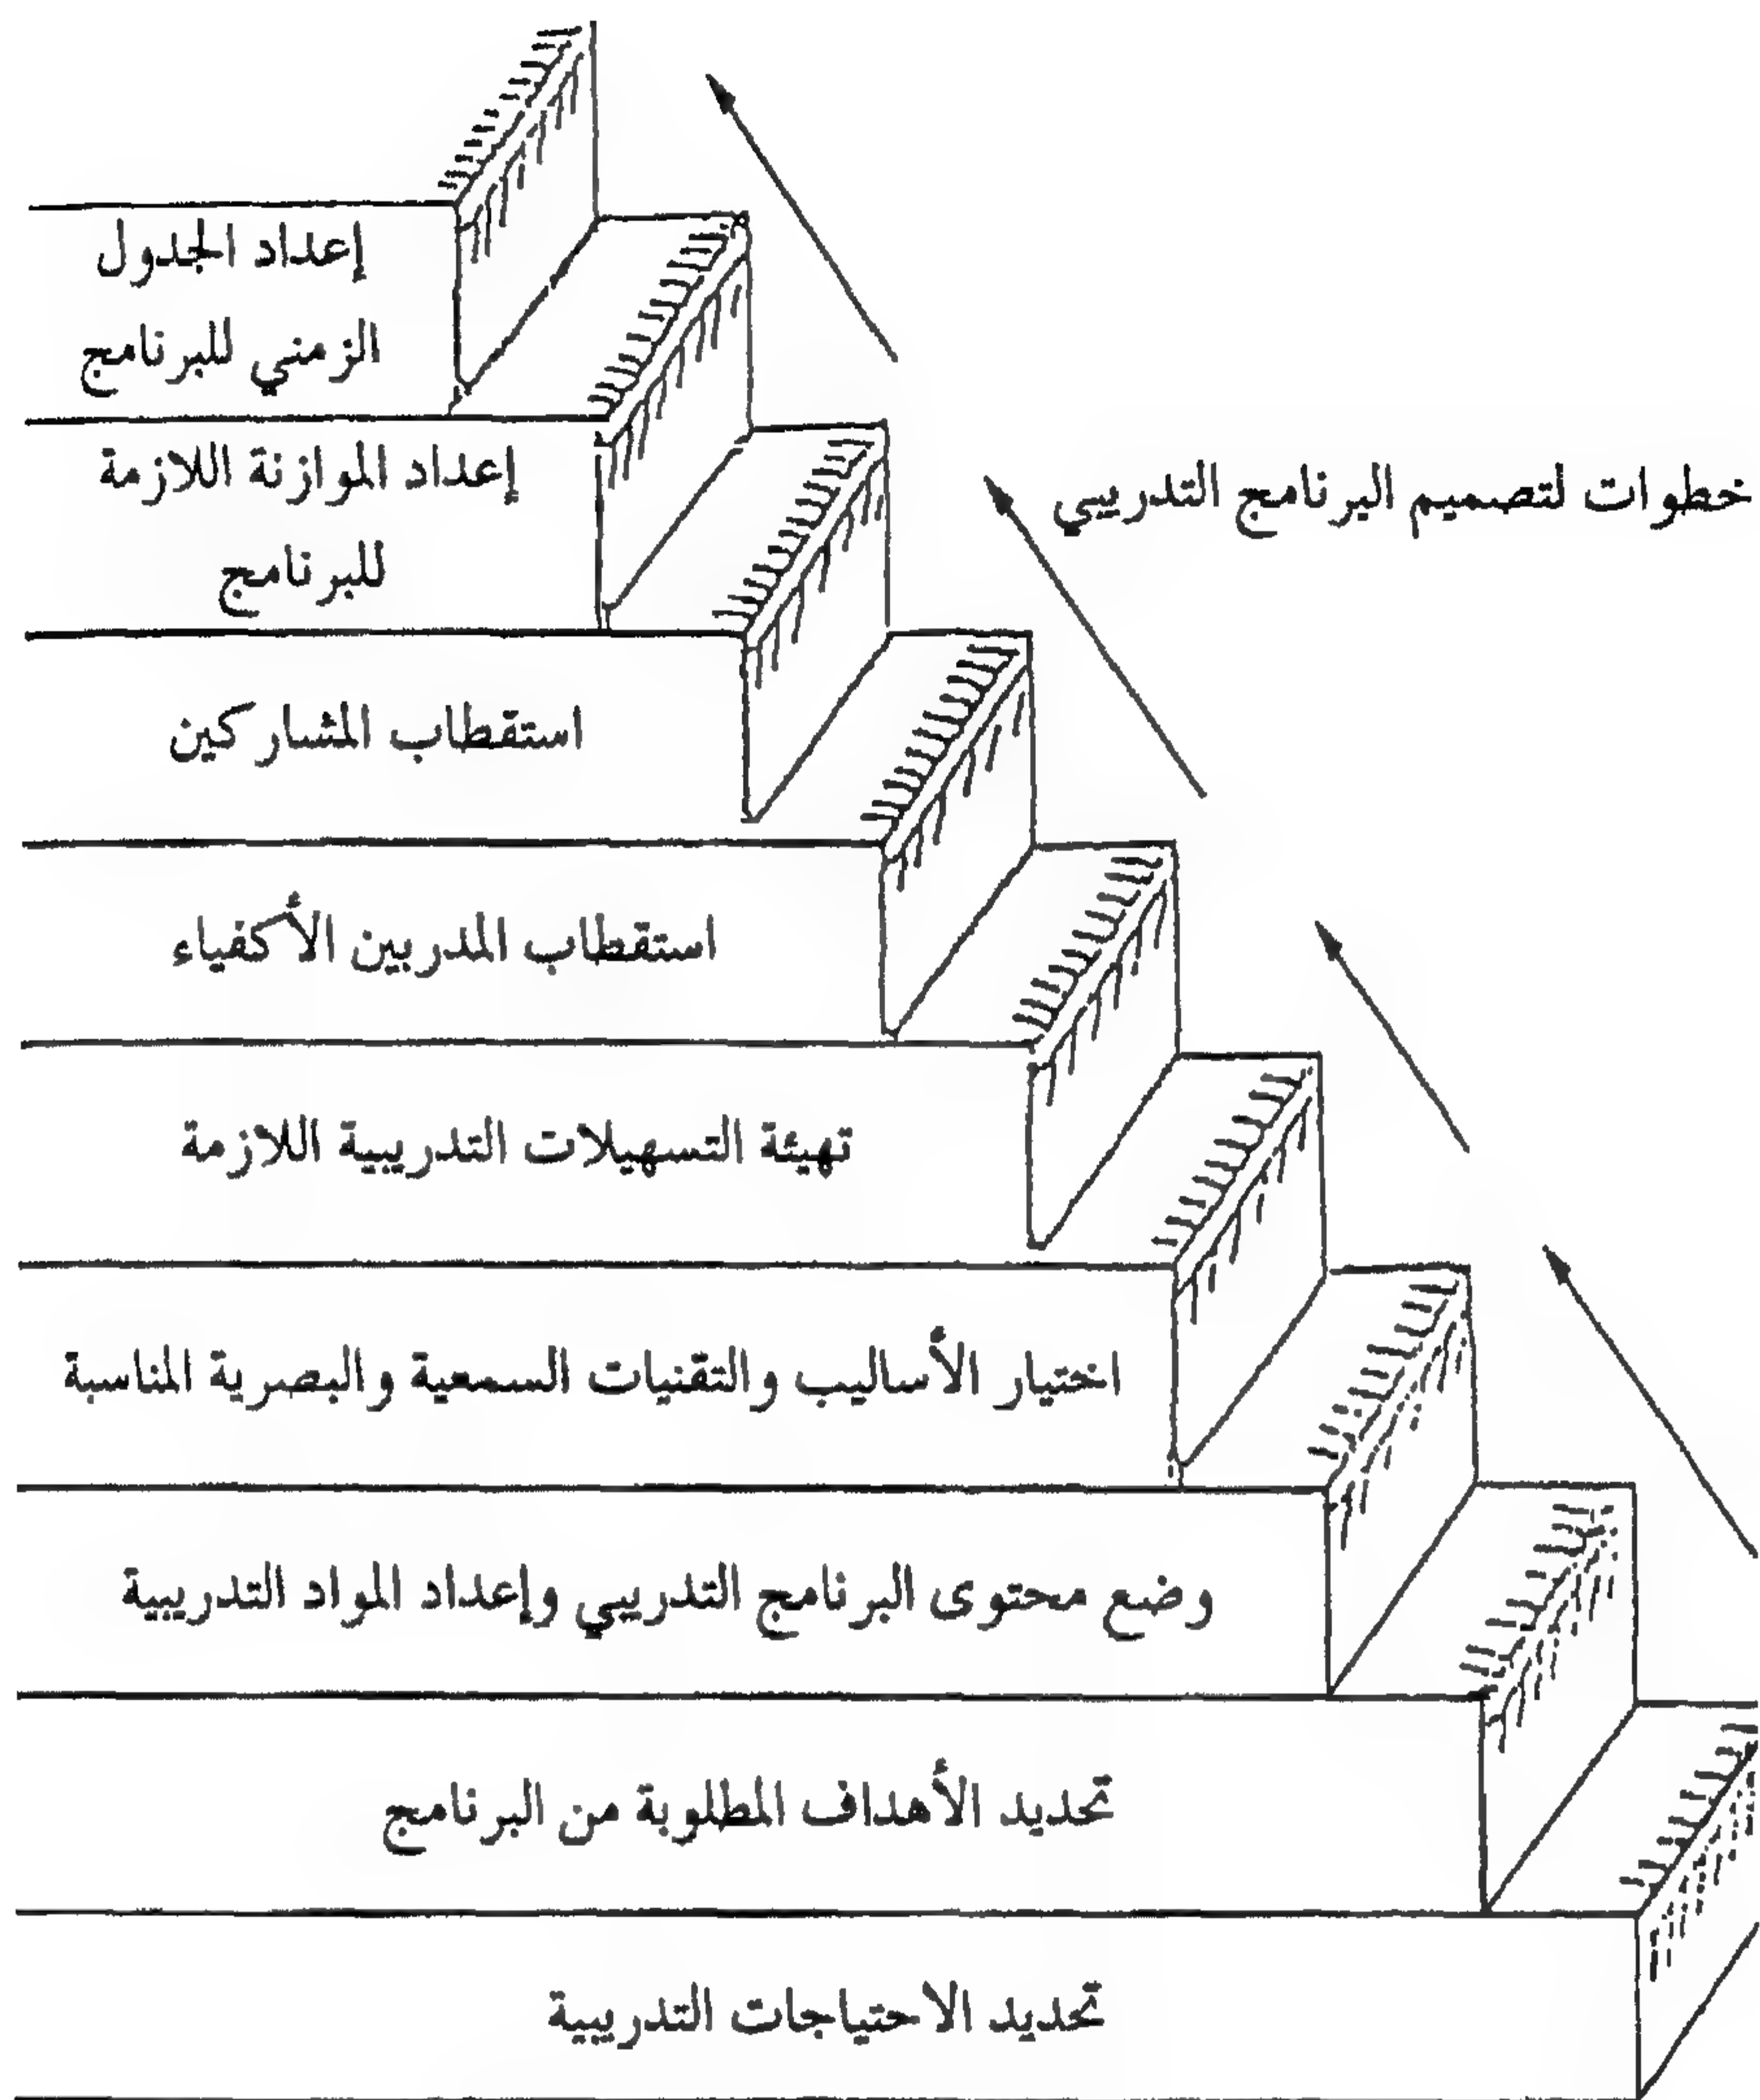 إعداد الجدول
الزمني للبرنامج
إعداد الموازنة اللازمة
للبرنامج
خطوات لتصميم البرنامج التدريبي
استقطاب المشاركين
استقطاب المدربين الأكفياء
تهيئة التسهيلات التدريبية اللازمة
اختيار الأساليب والتقنيات السمعية والبصرية المناسبة
وضع محتوى البرنامج التدريبي وإعداد المواد التدريبية
تحديد الأهداف المطلوبة من البرنامج
تحديد الاحتياجات التدريبية